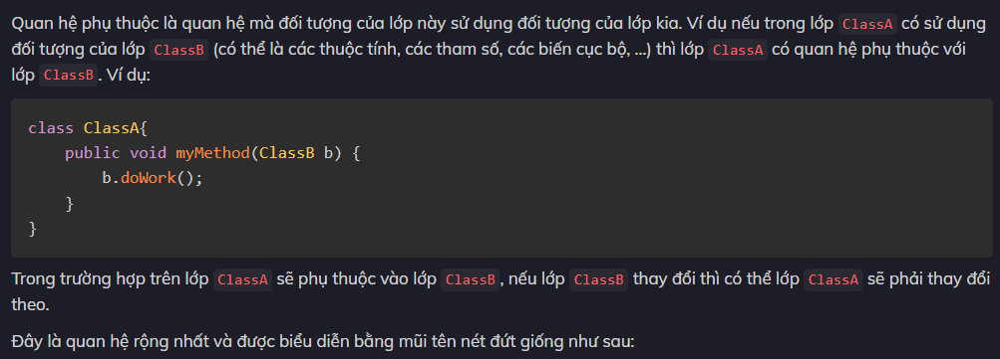 Quan hệ phụ thuộc là quan hệ mà đối tượng của lớp này sử dụng đối tượng của lớp kia. Ví dụ nếu trong lớp ClassA có sử dụng
đối tượng của lớp ClassB (có thể là các thuộc tính, các tham số, các biến cục bộ, ...) thì lớp ClassA có quan hệ phụ thuộc với
lớp ClassB. Ví dụ:
class ClassA{
    public void myMethod(ClassB b) {
        b.doWork();
    }
}
Trong trường hợp trên lớp ClassA sẽ phụ thuộc vào lớp ClassB, nếu lớp ClassB thay đổi thì có thể lớp ClassA sẽ phải thay đổi
theo.
Đây là quan hệ rộng nhất và được biểu diễn bằng mũi tên nét đứt giống như sau: